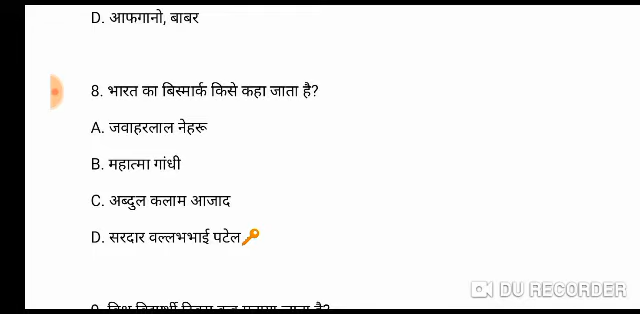 D. आफगानो, बाबर
8. भारत का बिस्मार्क किसे कहा जाता है?
A. जवाहरलाल नेहरू
B. महात्मा गांधी
C. अब्दुल कलाम आजाद
D. सरदार वल्लभभाई पटेल
DU RECORDER